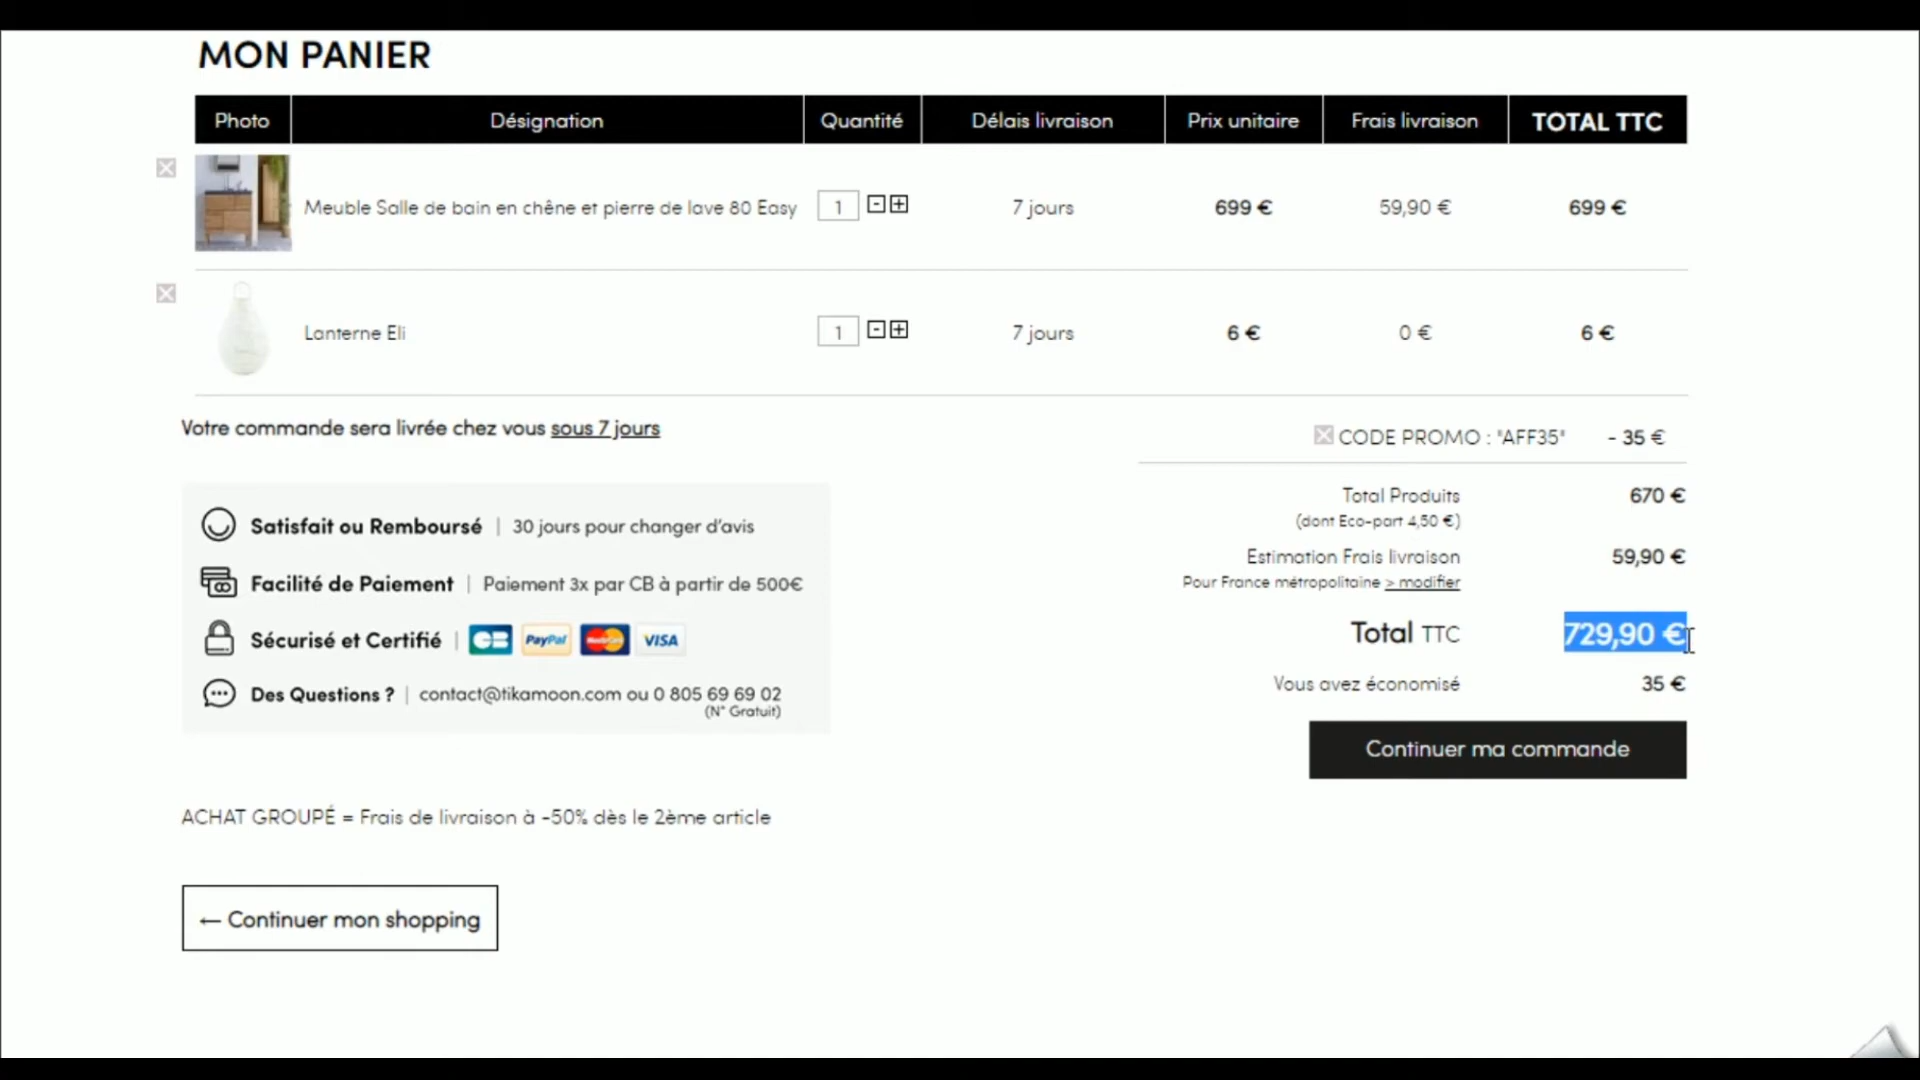 MON PANIER
Photo Désignation Quantité Délais livraison Prix unitaire Frais livraison TOTAL TTC
Meuble Salle de bain en chêne et pierre de lave 80 Easy 1 - + 7 jours 699 € 59,90 € 699 €
Lanterne Eli 1 - + 7 jours 6 € 0 € 6 €
Votre commande sera livrée chez vous sous 7 jours
CODE PROMO : "AFF35" - 35 €
Total Produits 670 €
(dont Eco-part 4,50 €)
Estimation Frais livraison 59,90 €
Pour France métropolitaine > modifier
Total TTC 729,90 €
Vous avez économisé 35 €
Continuer ma commande
Satisfait ou Remboursé | 30 jours pour changer d'avis
Facilité de Paiement | Paiement 3x par CB à partir de 500€
Sécurisé et Certifié | CB PayPal MasterCard VISA
Des Questions ? | contact@tikamoon.com ou 0 805 69 69 02
(N° Gratuit)
ACHAT GROUPÉ = Frais de livraison à -50% dès le 2ème article
← Continuer mon shopping